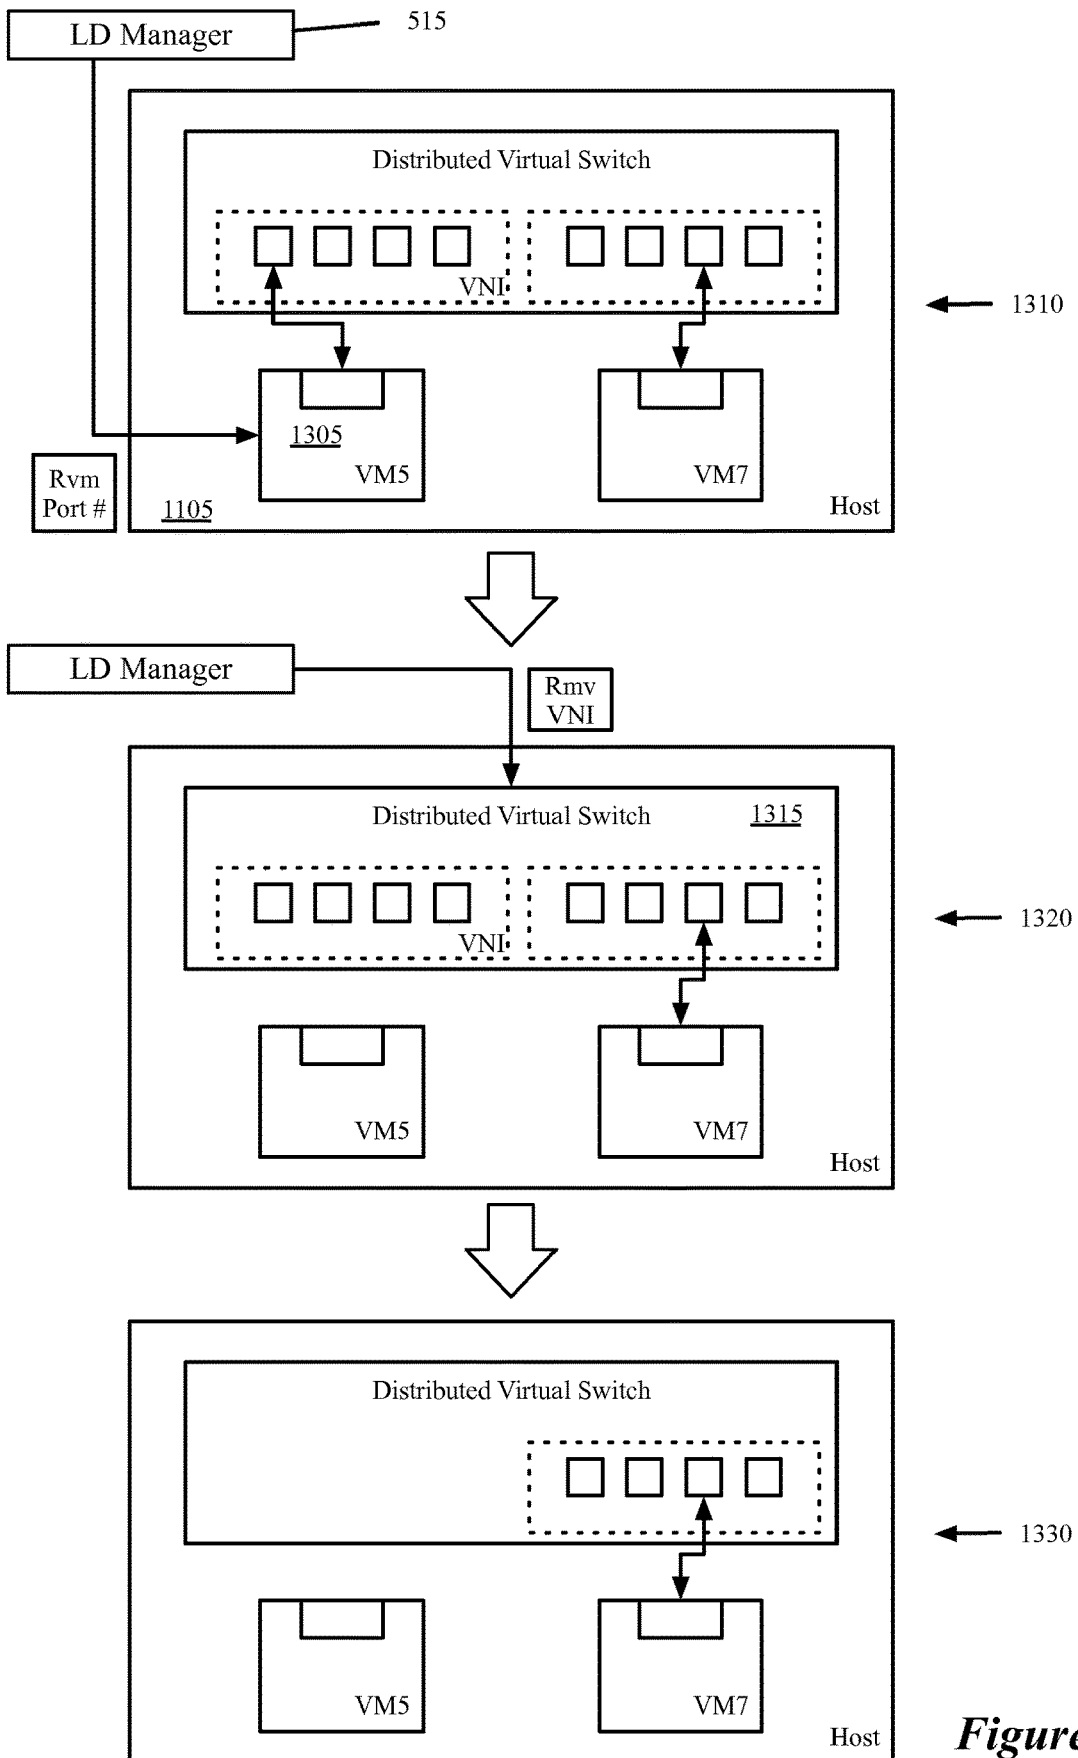 LD Manager
515
Distributed Virtual Switch
VNI
1310
1305
VM5
VM7
Rvm
Port #
1105
Host
LD Manager
Rmv
VNI
Distributed Virtual Switch
1315
VNI
1320
VM5
VM7
Host
Distributed Virtual Switch
1330
VM5
VM7
Host
Figure